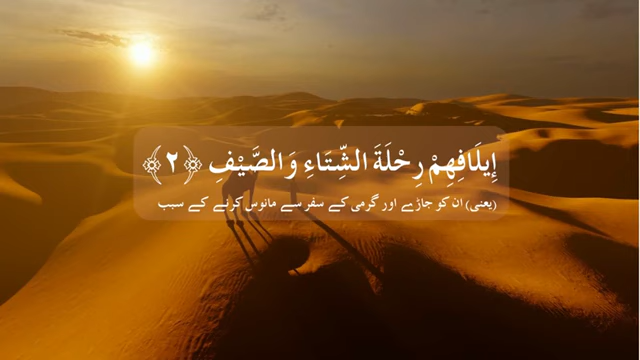 إِيلَافِهِمْ رِحْلَةَ الشِّتَاءِ وَالصَّيْفِ ﴿٢﴾
(یعنی) ان کو جاڑے اور گرمی کے سفر سے مانوس کرنے کے سبب